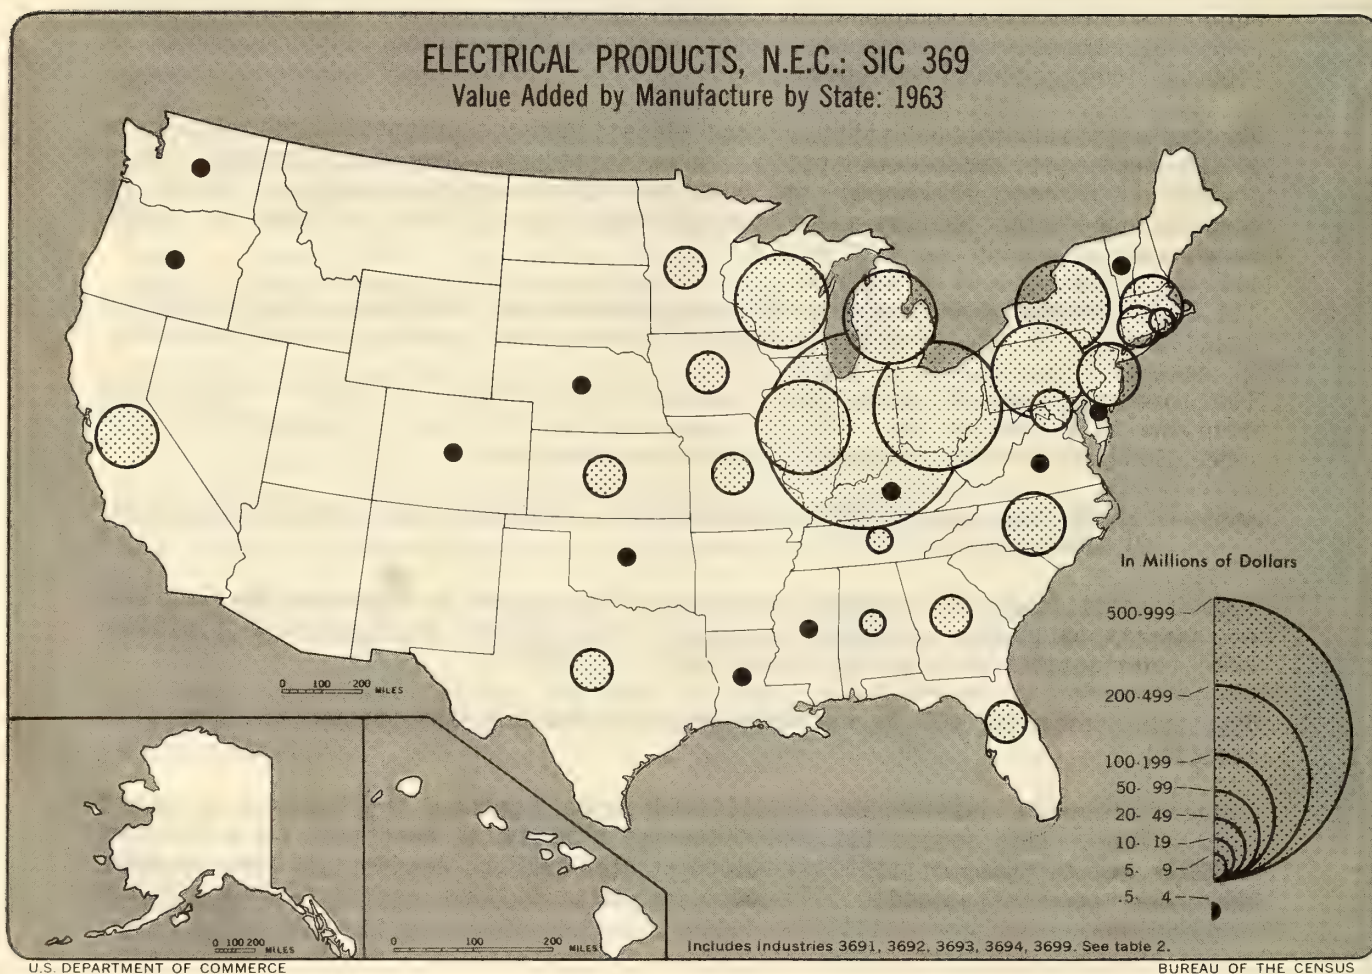 ELECTRICAL PRODUCTS, N.E.C.: SIC 369
Value Added by Manufacture by State: 1963
In Millions of Dollars
500-999
200-499
100-199
50- 99
20- 49
10- 19
5- 9
.5- 4
0 100 200 MILES
0 100 200 MILES
0 100 200 MILES
Includes Industries 3691, 3692, 3693, 3694, 3699. See table 2.
U.S. DEPARTMENT OF COMMERCE
BUREAU OF THE CENSUS